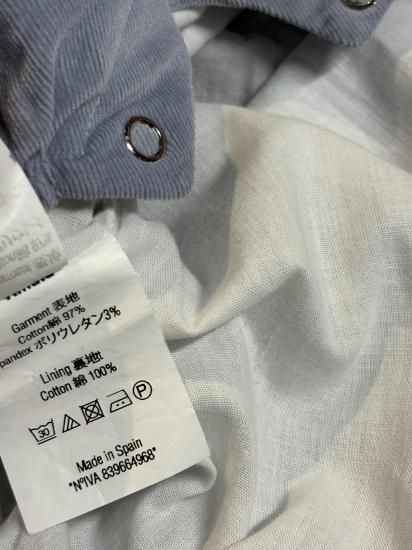 Garment 表地
Cotton綿 97%
pandex ポリウレタン3%
Lining 裏地
Cotton 綿 100%
30
P
Made in Spain
"NºIVA 839664968"